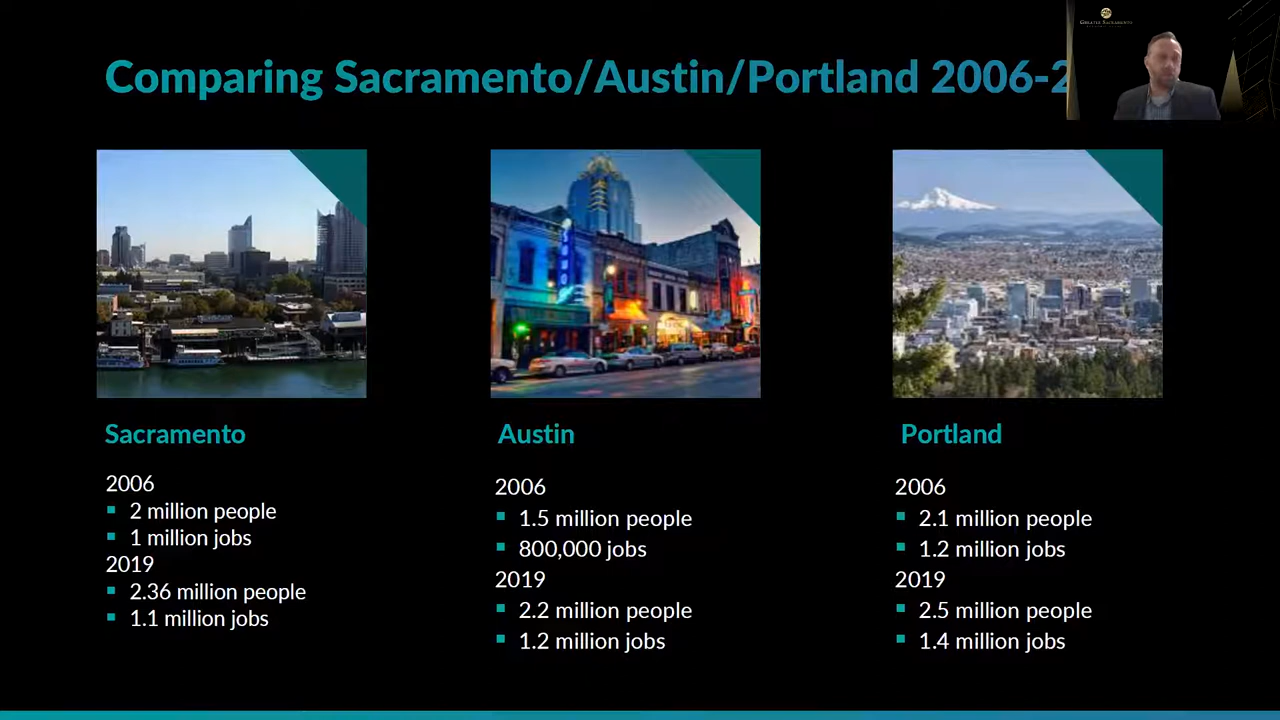 Comparing Sacramento/Austin/Portland 2006-2
GREATER SACRAMENTO
Sacramento
2006
2 million people
1 million jobs
2019
2.36 million people
1.1 million jobs
Austin
2006
1.5 million people
800,000 jobs
2019
2.2 million people
1.2 million jobs
Portland
2006
2.1 million people
1.2 million jobs
2019
2.5 million people
1.4 million jobs